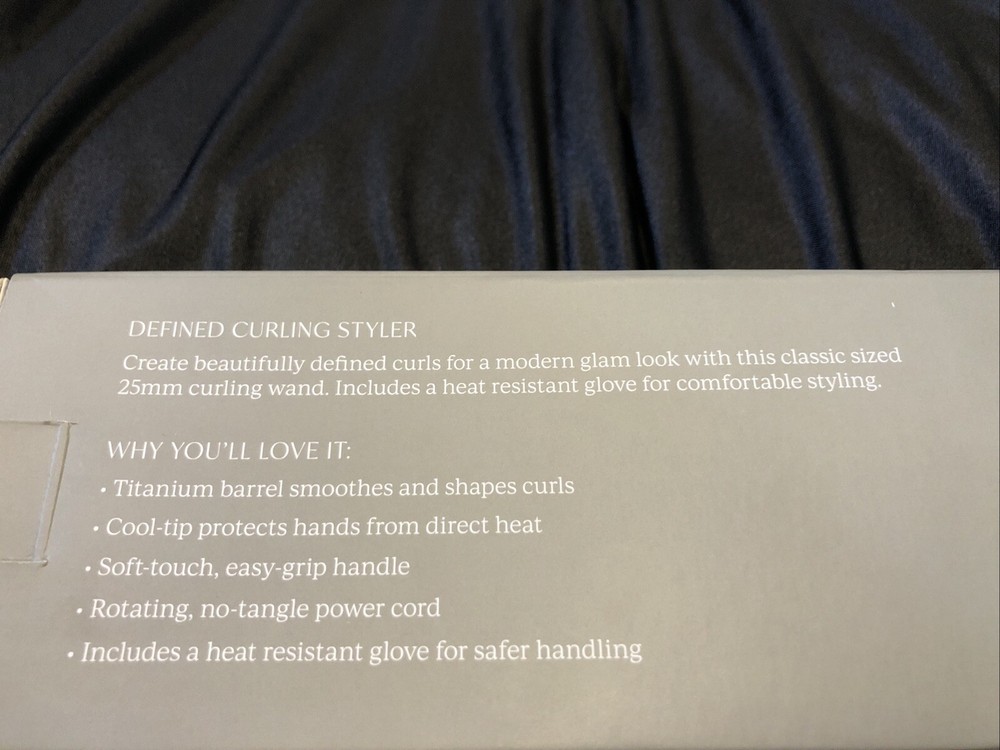 DEFINED CURLING STYLER
Create beautifully defined curls for a modern glam look with this classic sized
25mm curling wand. Includes a heat resistant glove for comfortable styling.
WHY YOU'LL LOVE IT:
• Titanium barrel smoothes and shapes curls
• Cool-tip protects hands from direct heat
• Soft-touch, easy-grip handle
• Rotating, no-tangle power cord
• Includes a heat resistant glove for safer handling